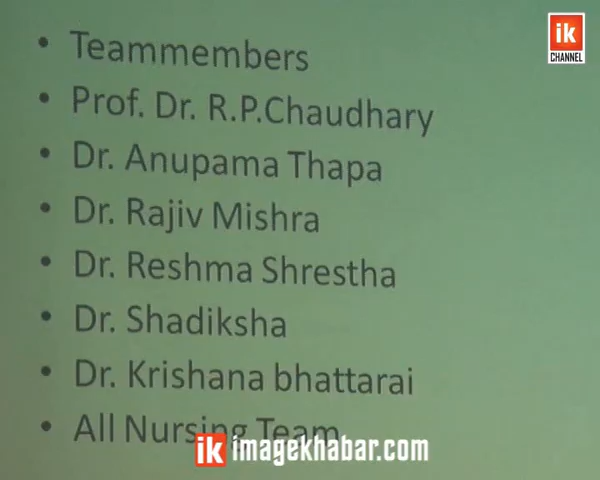 ik
CHANNEL
• Teammembers
• Prof. Dr. R.P.Chaudhary
• Dr. Anupama Thapa
• Dr. Rajiv Mishra
• Dr. Reshma Shrestha
• Dr. Shadiksha
• Dr. Krishana bhattarai
• All Nursing Team
ik imagekhabar.com